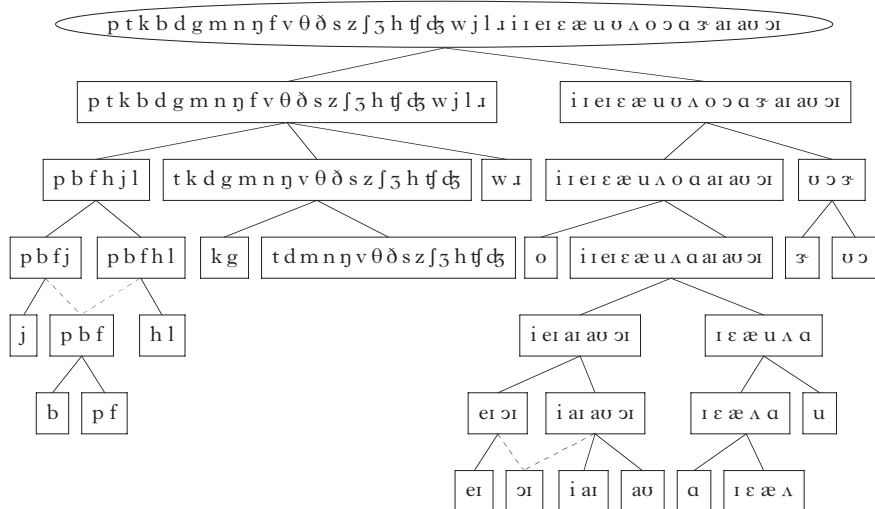 p t k b d g m n ŋ f v θ ð s z ʃ ʒ h ʧ ʤ w j l ɹ i ɪ eɪ ɛ æ u ʊ ʌ o ɔ ɑ ɝ aɪ aʊ ɔɪ
p t k b d g m n ŋ f v θ ð s z ʃ ʒ h ʧ ʤ w j l ɹ
i ɪ eɪ ɛ æ u ʊ ʌ o ɔ ɑ ɝ aɪ aʊ ɔɪ
p b f h j l
t k d g m n ŋ v θ ð s z ʃ ʒ h ʧ ʤ
w ɹ
i ɪ eɪ ɛ æ u ʌ o ɑ aɪ aʊ ɔɪ
ʊ ɔ ɝ
p b f j
p b f h l
k g
t d m n ŋ v θ ð s z ʃ ʒ h ʧ ʤ
o
i ɪ eɪ ɛ æ u ʌ ɑ aɪ aʊ ɔɪ
ɝ
ʊ ɔ
j
p b f
h l
i eɪ aɪ aʊ ɔɪ
ɪ ɛ æ u ʌ ɑ
b
p f
eɪ ɔɪ
i aɪ aʊ ɔɪ
ɪ ɛ æ ʌ ɑ
u
eɪ
ɔɪ
i aɪ
aʊ
ɑ
ɪ ɛ æ ʌ